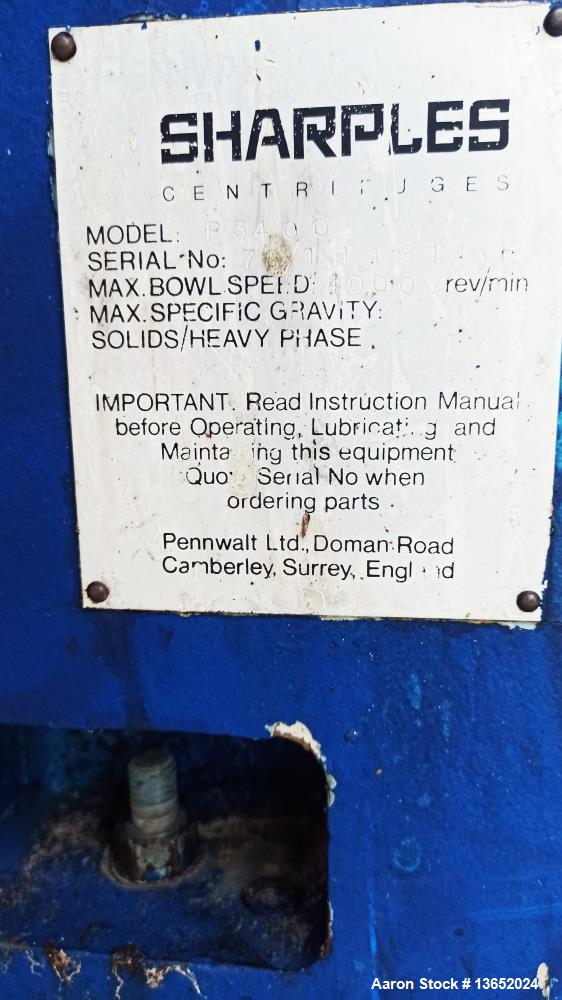 SHARPLES
CENTRIFUGES
MODEL: P3400
SERIAL No:
MAX.BOWL SPEED: 4000 rev/min
MAX.SPECIFIC GRAVITY:
SOLIDS/HEAVY PHASE.
IMPORTANT. Read Instruction Manual
before Operating, Lubricating and
Maintaining this equipment
Quote Serial No when
ordering parts.
Pennwalt Ltd., Doman Road
Camberley, Surrey, England
Aaron Stock # 13652024